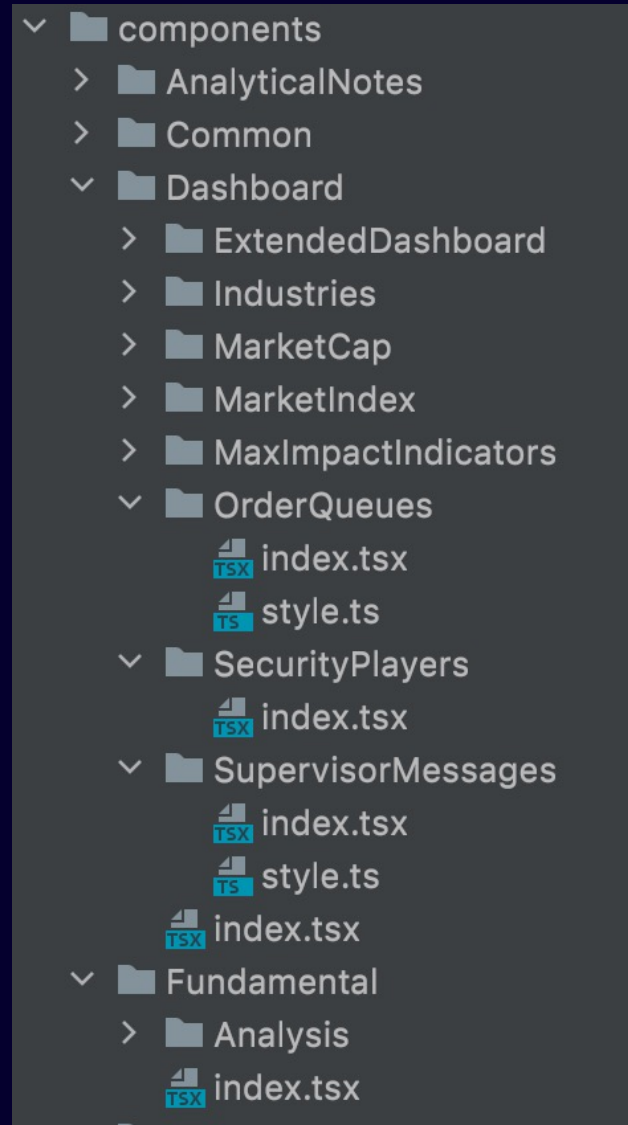 components
AnalyticalNotes
Common
Dashboard
ExtendedDashboard
Industries
MarketCap
MarketIndex
MaxImpactIndicators
OrderQueues
TSX index.tsx
TS style.ts
SecurityPlayers
TSX index.tsx
SupervisorMessages
TSX index.tsx
TS style.ts
TSX index.tsx
Fundamental
Analysis
TSX index.tsx